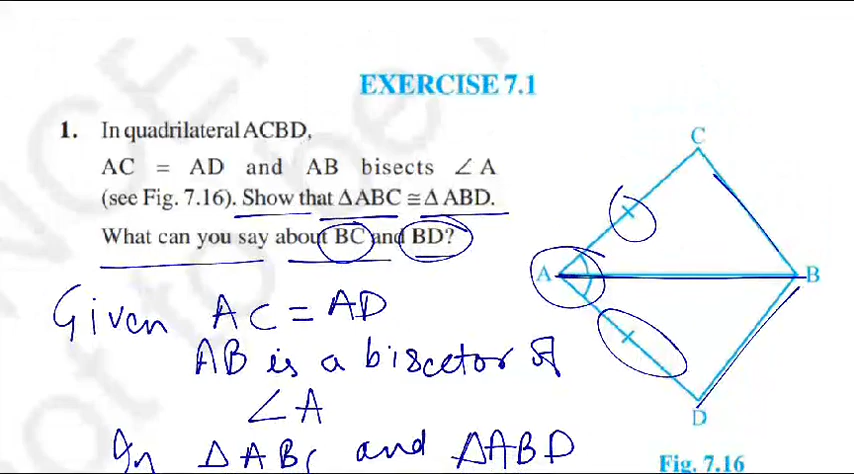 EXERCISE 7.1
1. In quadrilateral ACBD,
AC = AD and AB bisects ∠A
(see Fig. 7.16). Show that ΔABC ≅ Δ ABD.
What can you say about BC and BD?
C
A
B
D
Fig. 7.16
Given AC = AD
AB is a biscetor of
∠A
In Δ ABC and ΔABD